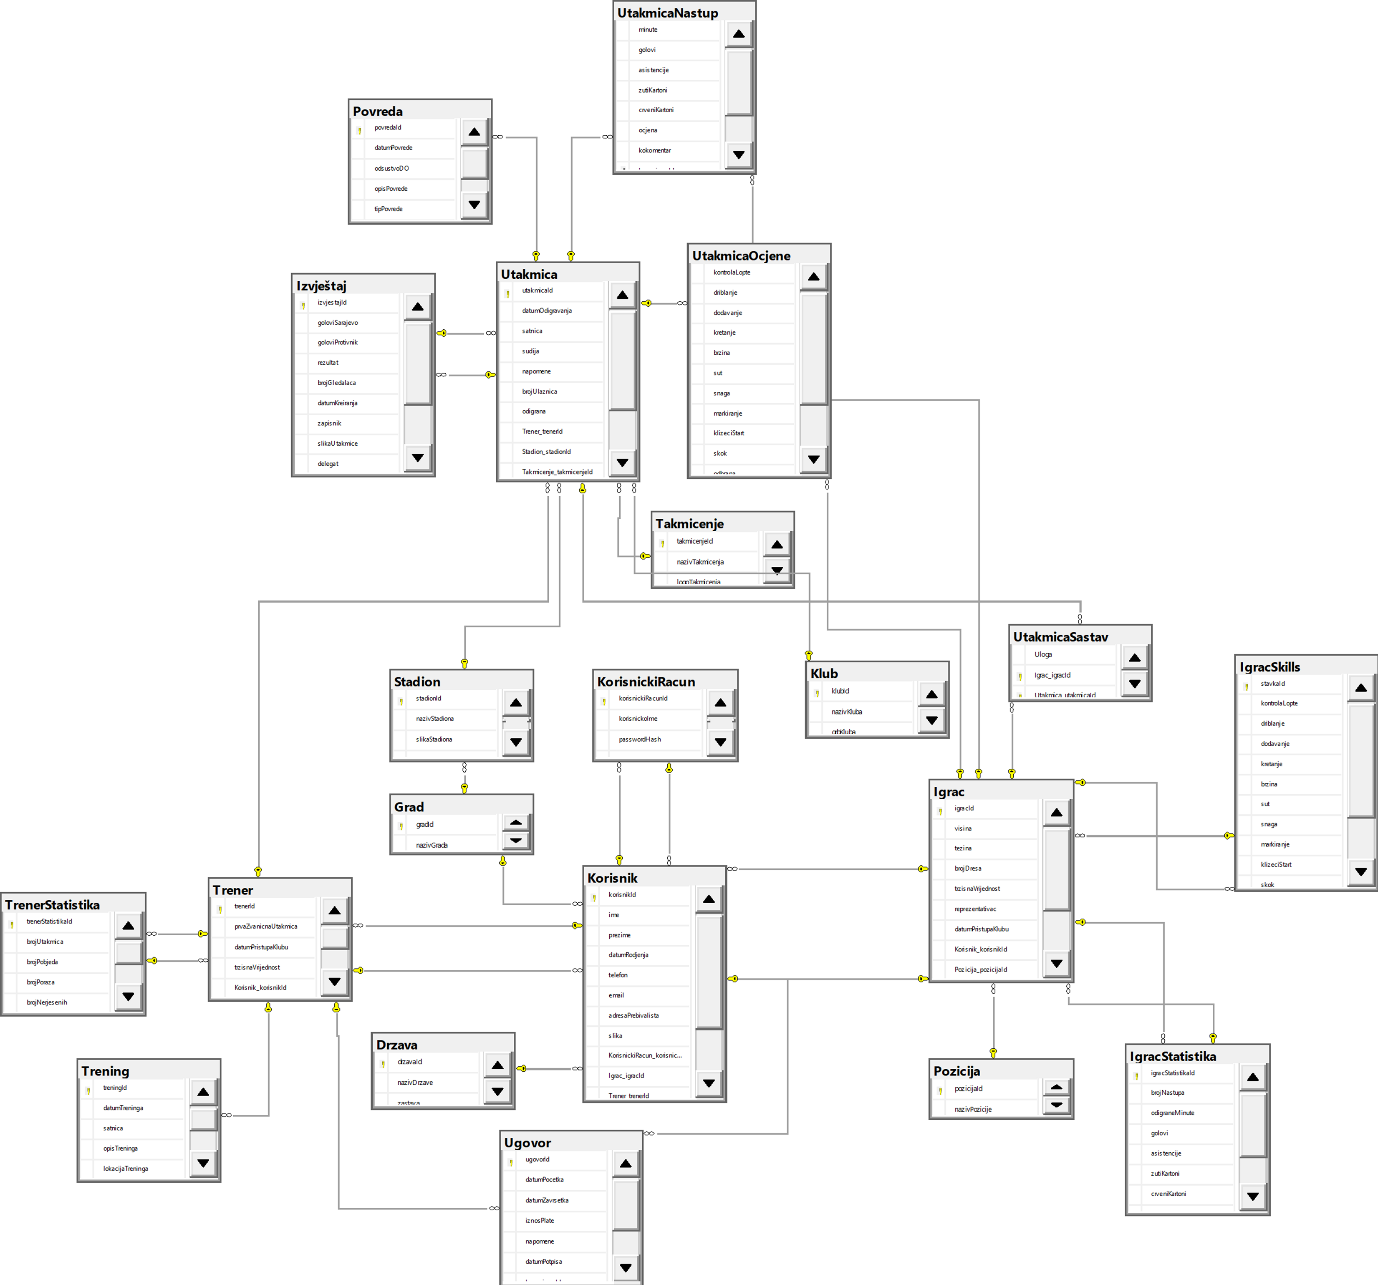 UtakmicaNastup
minute
golovi
asistencije
zutiKartoni
crveniKartoni
ocjena
kokomentar
Povreda
povredaId
datumPovrede
odsustvoDO
opisPovrede
tipPovrede
Utakmica
utakmicaId
datumOdigravanja
satnica
sudija
napomene
brojUlaznica
odigrana
Trener_trenerId
Stadion_stadionId
Takmicenje_takmicenjeId
UtakmicaOcjene
kontrolaLopte
driblanje
dodavanje
kretanje
brzina
sut
snaga
markiranje
klizeciStart
skok
Izvještaj
izvjestajId
goloviSarajevo
goloviProtivnik
rezultat
brojGledalaca
datumKreiranja
zapisnik
slikaUtakmice
delegat
Takmicenje
takmicenjeId
nazivTakmicenja
logoTakmicenja
UtakmicaSastav
Uloga
Igrac_igracId
Utakmica_utakmicaId
IgracSkills
stavkaId
kontrolaLopte
driblanje
dodavanje
kretanje
brzina
sut
snaga
markiranje
klizeciStart
skok
Stadion
stadionId
nazivStadiona
slikaStadiona
KorisnickiRacun
korisnickiRacunId
korisnickoIme
passwordHash
Klub
klubId
nazivKluba
grbKluba
Grad
gradId
nazivGrada
Igrac
igracId
visina
tezina
brojDresa
trzisnaVrijednost
reprezentativac
datumPristupaKlubu
Korisnik_korisnikId
Pozicija_pozicijaId
Korisnik
korisnikId
ime
prezime
datumRodjenja
telefon
email
adresaPrebivalista
slika
KorisnickiRacun_korisnic...
Igrac_igracId
Trener_trenerId
Trener
trenerId
prvaZvanicnaUtakmica
datumPristupaKlubu
trzisnaVrijednost
Korisnik_korisnikId
TrenerStatistika
trenerStatistikaId
brojUtakmica
brojPobjeda
brojPoraza
brojNerjesenih
Drzava
drzavaId
nazivDrzave
zastava
Trening
treningId
datumTreninga
satnica
opisTreninga
lokacijaTreninga
Pozicija
pozicijaId
nazivPozicije
IgracStatistika
igracStatistikaId
brojNastupa
odigraneMinute
golovi
asistencije
zutiKartoni
crveniKartoni
Ugovor
ugovorId
datumPocetka
datumZavrsetka
iznosPlate
napomene
datumPotpisa